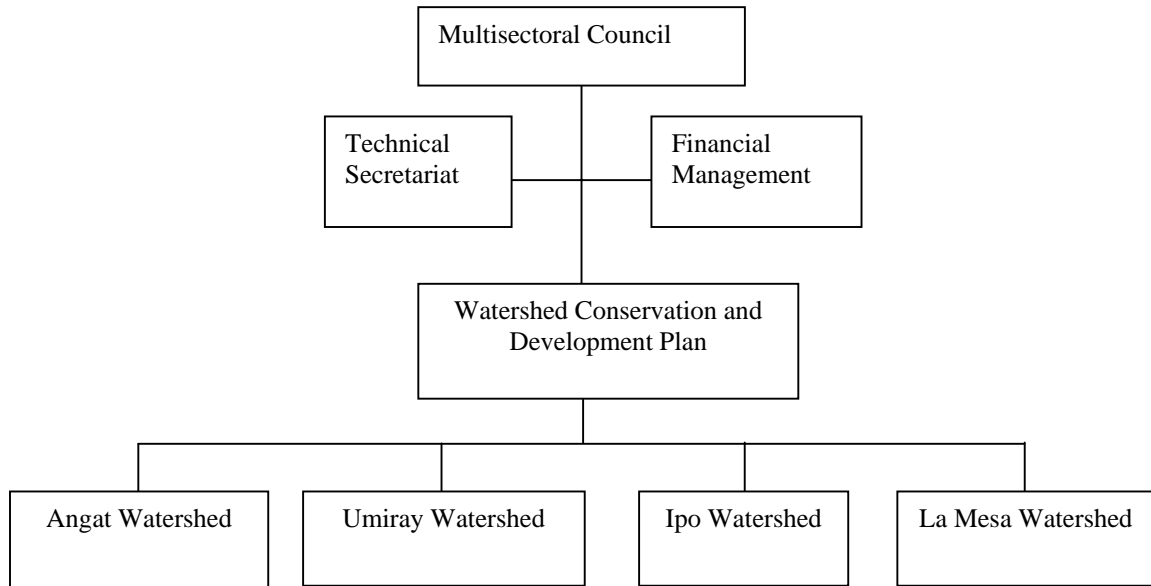 Multisectoral Council
Technical
Secretariat
Financial
Management
Watershed Conservation and
Development Plan
Angat Watershed
Umiray Watershed
Ipo Watershed
La Mesa Watershed